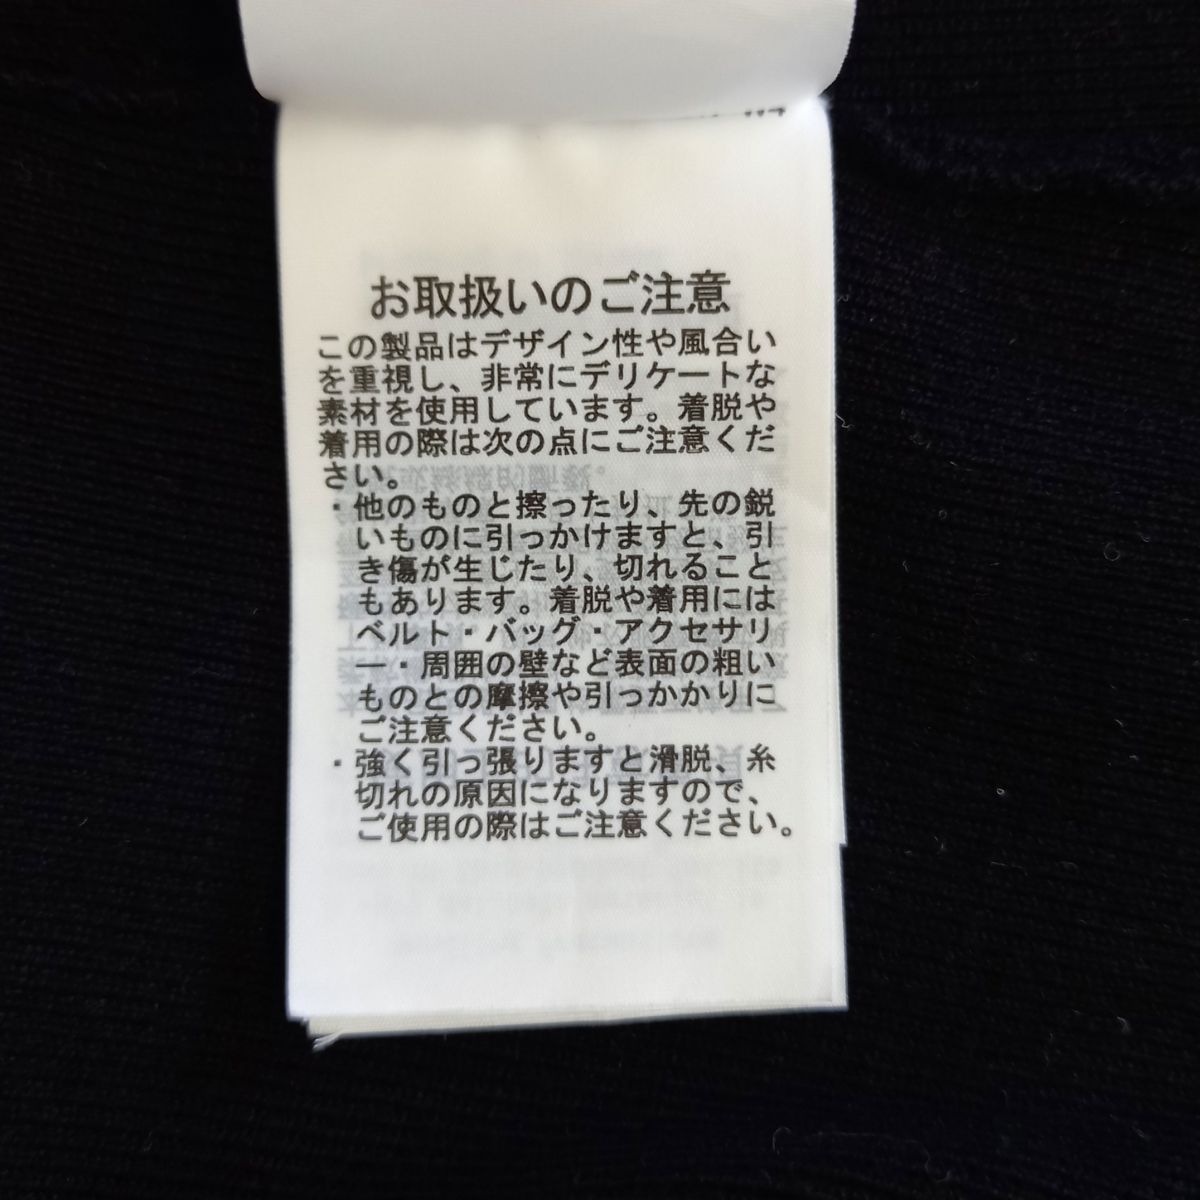 お取扱いのご注意
この製品はデザイン性や風合い
を重視し、非常にデリケートな
素材を使用しています。着脱や
着用の際は次の点にご注意くだ
さい。
・他のものと擦ったり、先の鋭
いものに引っかけますと、引
き傷が生じたり、切れること
もあります。着脱や着用には
ベルト・バッグ・アクセサリ
ー・周囲の壁など表面の粗い
ものとの摩擦や引っかかりに
ご注意ください。
・強く引っ張りますと滑脱、糸
切れの原因になりますので、
ご使用の際はご注意ください。